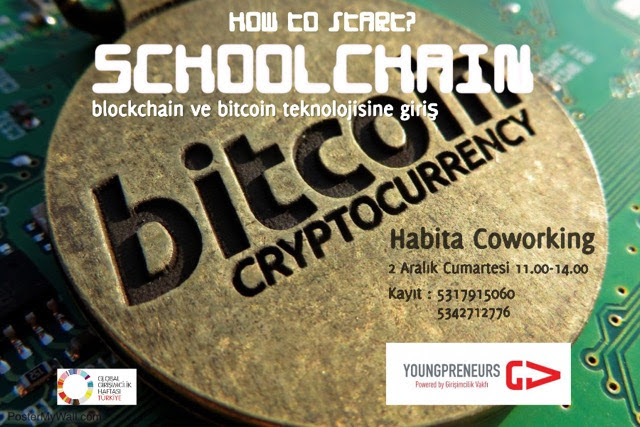 HOW TO START?
SCHOOLCHAIN
blockchain ve bitcoin teknolojisine giriş
bitcoin
CRYPTOCURRENCY
Habita Coworking
2 Aralık Cumartesi 11.00-14.00
Kayıt : 5317915060
5342712776
GLOBAL
GİRİŞİMCİLİK
HAFTASI
TÜRKİYE
YOUNGPRENEURS
Powered by Girişimcilik Vakfı
PosterMyWall.com